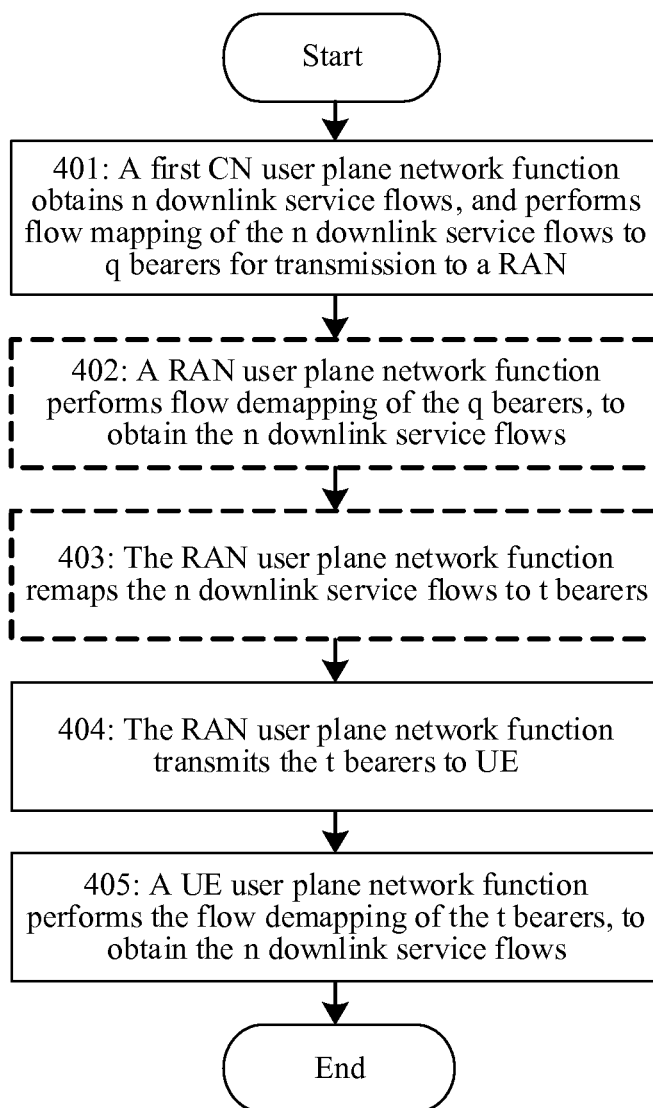 Start
401: A first CN user plane network function
obtains n downlink service flows, and performs
flow mapping of the n downlink service flows to
q bearers for transmission to a RAN
402: A RAN user plane network function
performs flow demapping of the q bearers, to
obtain the n downlink service flows
403: The RAN user plane network function
remaps the n downlink service flows to t bearers
404: The RAN user plane network function
transmits the t bearers to UE
405: A UE user plane network function
performs the flow demapping of the t bearers, to
obtain the n downlink service flows
End